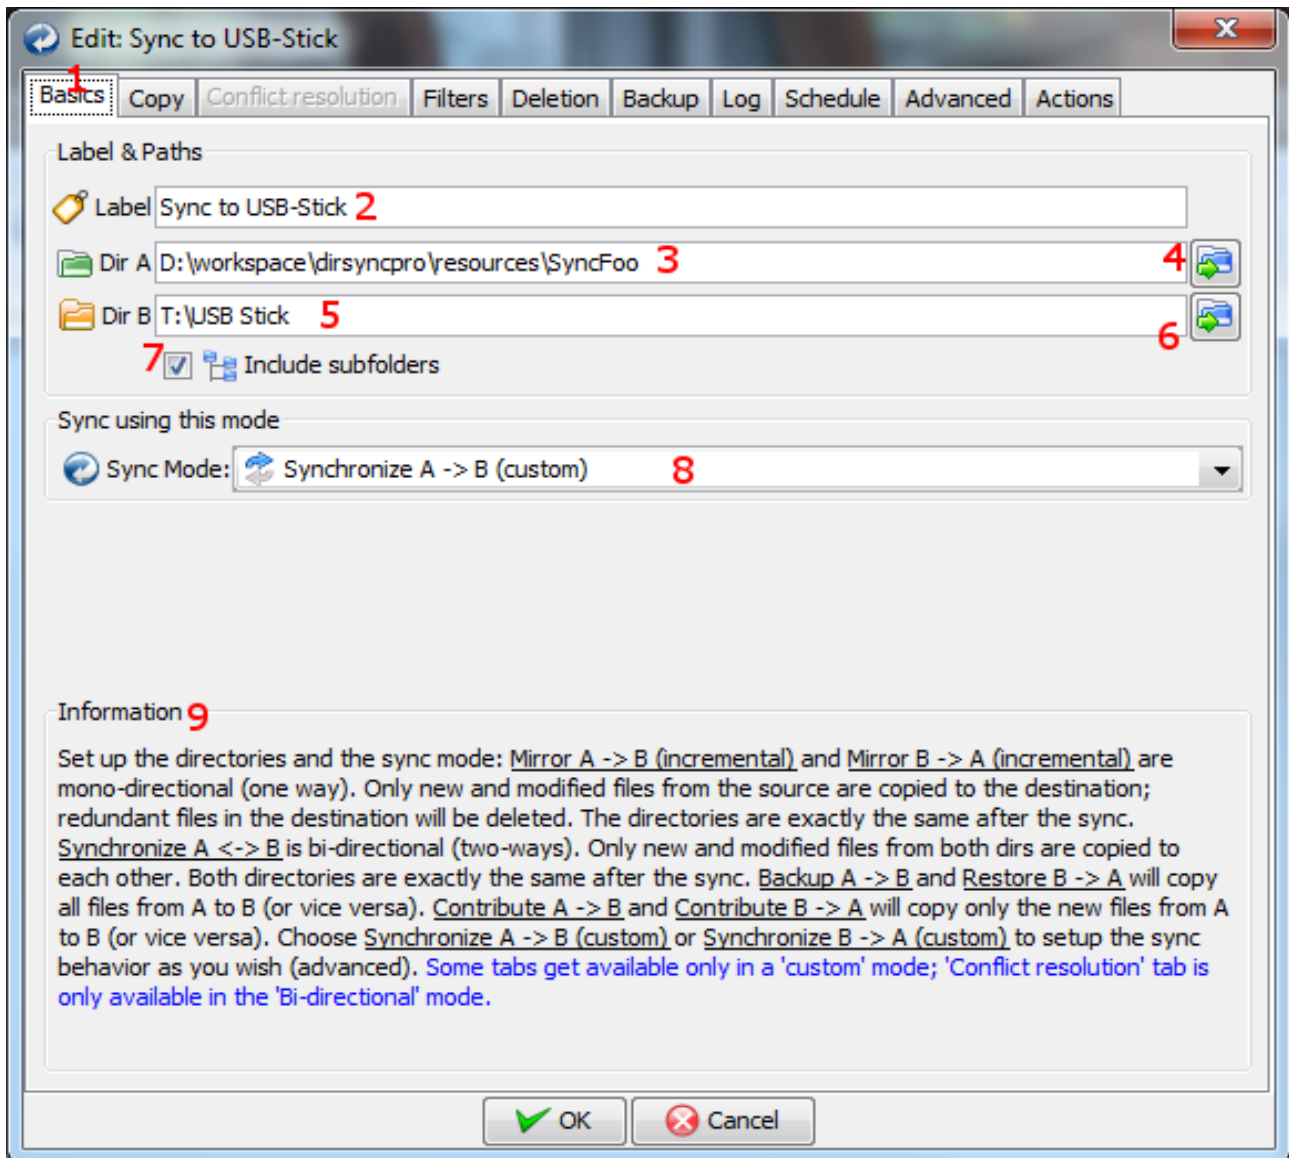 Edit: Sync to USB-Stick
1
Basics Copy Conflict resolution Filters Deletion Backup Log Schedule Advanced Actions
Label & Paths
Label Sync to USB-Stick 2
Dir A D:\workspace\dirsyncpro\resources\SyncFoo 3 4
Dir B T:\USB Stick 5 6
7 Include subfolders
Sync using this mode
Sync Mode: Synchronize A -> B (custom) 8
Information 9
Set up the directories and the sync mode: Mirror A -> B (incremental) and Mirror B -> A (incremental) are
mono-directional (one way). Only new and modified files from the source are copied to the destination;
redundant files in the destination will be deleted. The directories are exactly the same after the sync.
Synchronize A <-> B is bi-directional (two-ways). Only new and modified files from both dirs are copied to
each other. Both directories are exactly the same after the sync. Backup A -> B and Restore B -> A will copy
all files from A to B (or vice versa). Contribute A -> B and Contribute B -> A will copy only the new files from A
to B (or vice versa). Choose Synchronize A -> B (custom) or Synchronize B -> A (custom) to setup the sync
behavior as you wish (advanced). Some tabs get available only in a 'custom' mode; 'Conflict resolution' tab is
only available in the 'Bi-directional' mode.
OK Cancel